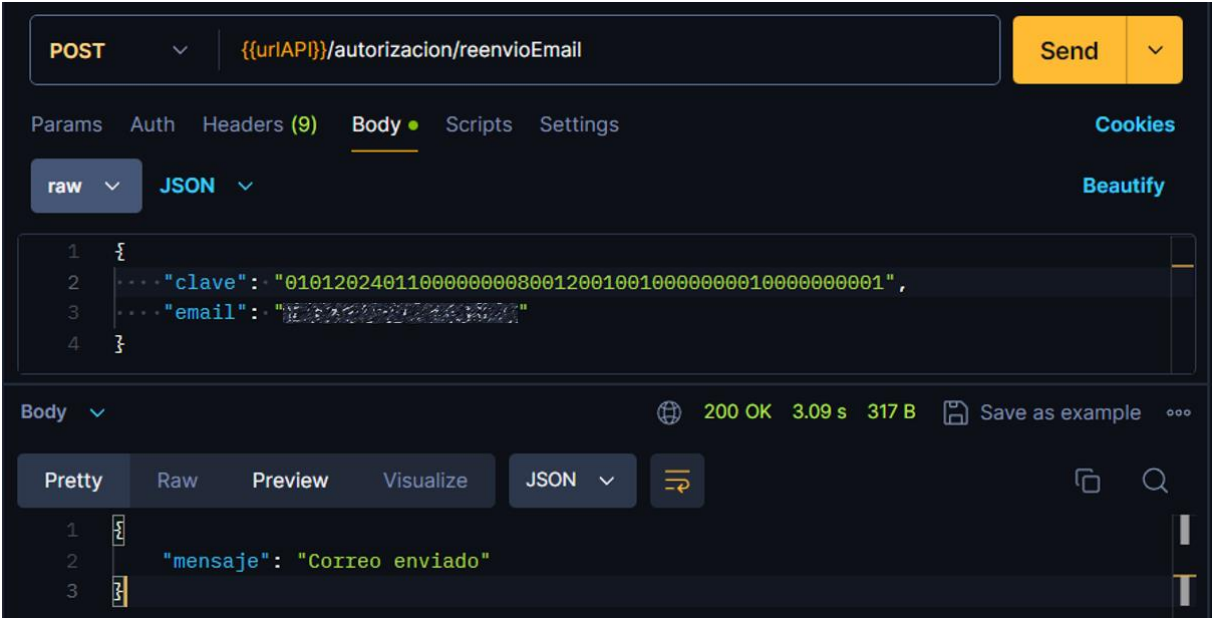 POST {{urlAPI}}/autorizacion/reenvioEmail Send
Params Auth Headers (9) Body Scripts Settings Cookies
raw JSON Beautify
1 {
2 "clave": "0101202401100000000800120010010000000010000000001",
3 "email": " "
4 }
Body 200 OK 3.09 s 317 B Save as example
Pretty Raw Preview Visualize JSON
1 {
2 "mensaje": "Correo enviado"
3 }